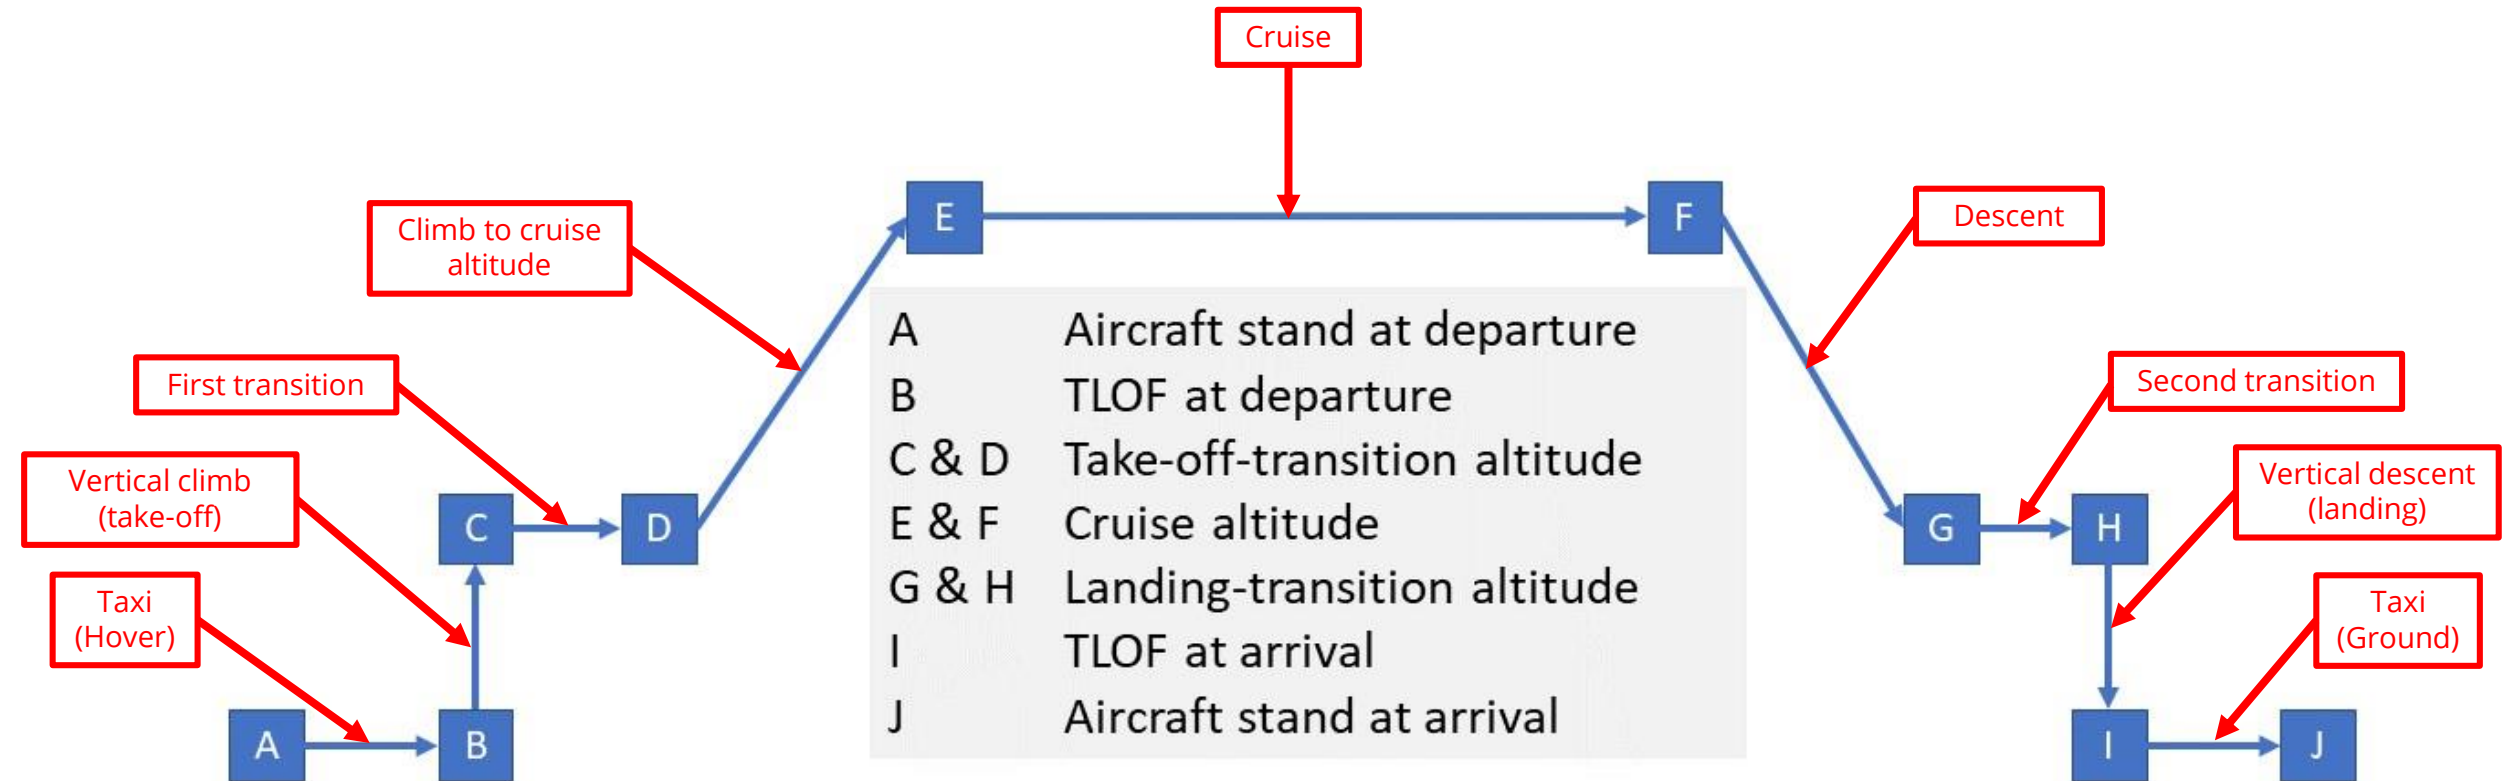 Cruise
Climb to cruise
altitude
E
F
Descent
First transition
Second transition
Vertical climb
(take-off)
C
D
G
H
Vertical descent
(landing)
Taxi
(Hover)
A
B
A Aircraft stand at departure
B TLOF at departure
C & D Take-off-transition altitude
E & F Cruise altitude
G & H Landing-transition altitude
I TLOF at arrival
J Aircraft stand at arrival
Taxi
(Ground)
I
J